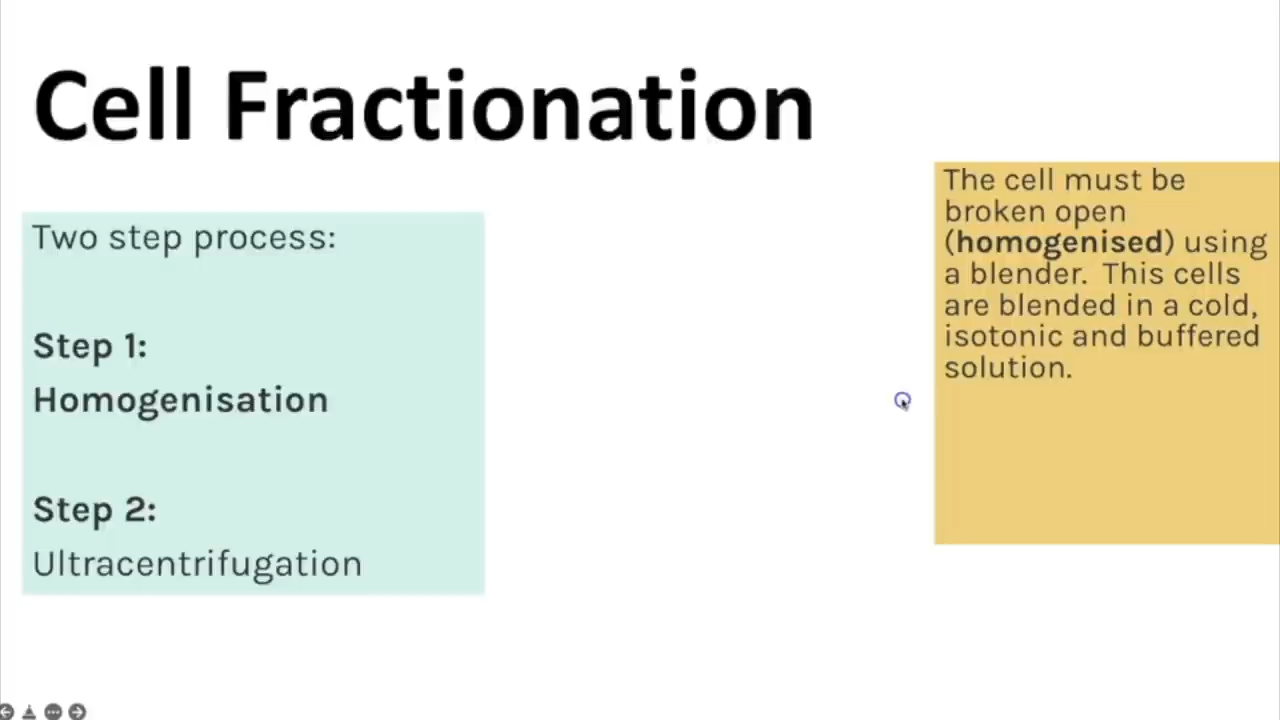 Cell Fractionation
Two step process:
Step 1:
Homogenisation
Step 2:
Ultracentrifugation
The cell must be
broken open
(homogenised) using
a blender. This cells
are blended in a cold,
isotonic and buffered
solution.